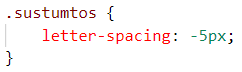 .sustumtos {
    letter-spacing: -5px;
}